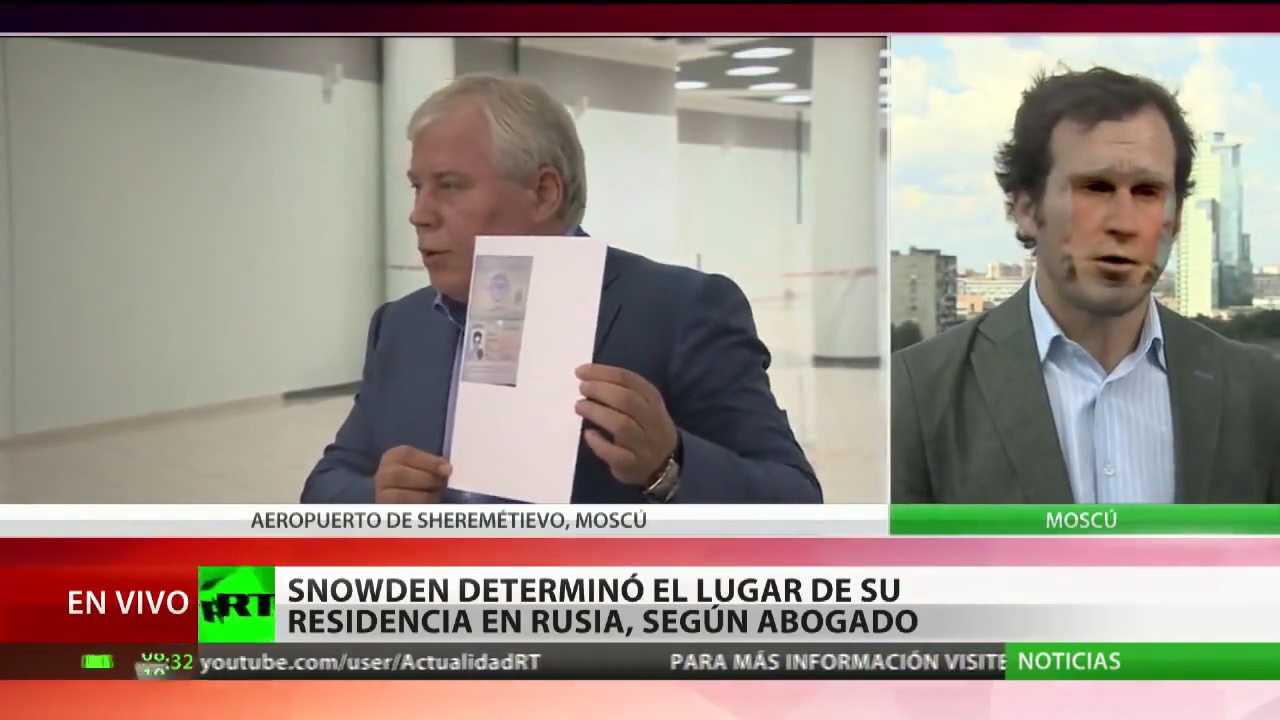 AEROPUERTO DE SHEREMÉTIEVO, MOSCÚ
MOSCÚ
EN VIVO
RT
SNOWDEN DETERMINÓ EL LUGAR DE SU
RESIDENCIA EN RUSIA, SEGÚN ABOGADO
youtube.com/user/ActualidadRT
PARA MÁS INFORMACIÓN VISITE
NOTICIAS